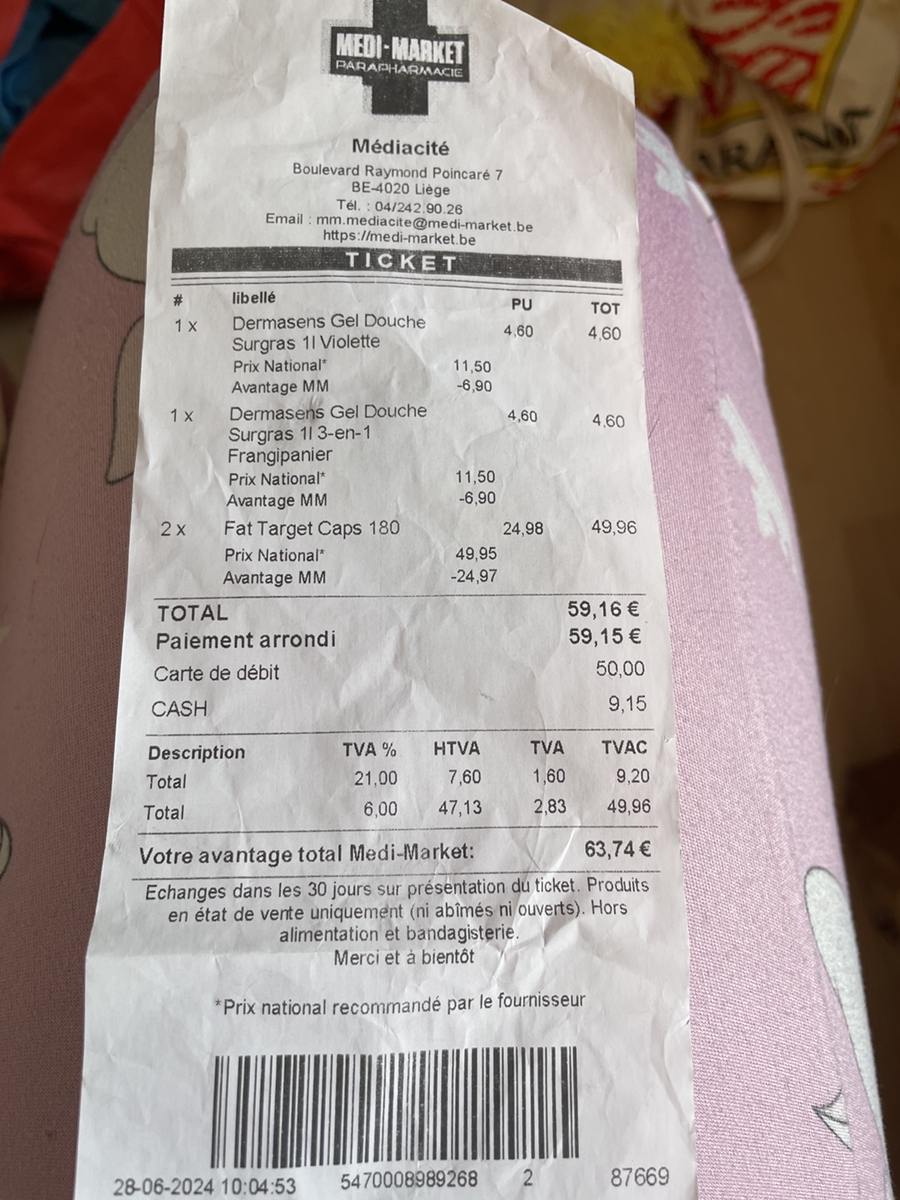 MEDI-MARKET
PARAPHARMACIE
Médiacité
Boulevard Raymond Poincaré 7
BE-4020 Liège
Tél. : 04/242.90.26
Email : mm.mediacite@medi-market.be
https://medi-market.be
TICKET
# libellé PU TOT
1 x Dermasens Gel Douche 4,60 4,60
Surgras 1l Violette
Prix National* 11,50
Avantage MM -6,90
1 x Dermasens Gel Douche 4,60 4,60
Surgras 1l 3-en-1
Frangipanier
Prix National* 11,50
Avantage MM -6,90
2 x Fat Target Caps 180 24,98 49,96
Prix National* 49,95
Avantage MM -24,97
TOTAL 59,16 €
Paiement arrondi 59,15 €
Carte de débit 50,00
CASH 9,15
Description TVA % HTVA TVA TVAC
Total 21,00 7,60 1,60 9,20
Total 6,00 47,13 2,83 49,96
Votre avantage total Medi-Market: 63,74 €
Echanges dans les 30 jours sur présentation du ticket. Produits
en état de vente uniquement (ni abîmés ni ouverts). Hors
alimentation et bandagisterie.
Merci et à bientôt
*Prix national recommandé par le fournisseur
28-06-2024 10:04:53 5470008989268 2 87669